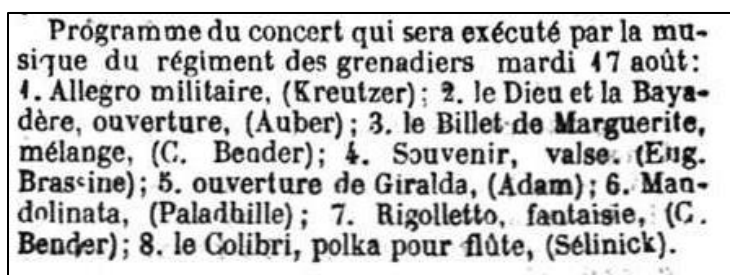 Programme du concert qui sera exécuté par la mu-
sique du régiment des grenadiers mardi 17 août:
1. Allegro militaire, (Kreutzer); 2. le Dieu et la Baya-
dère, ouverture, (Auber); 3. le Billet de Marguerite,
mélange, (C. Bender); 4. Souvenir, valse. (Eug.
Brassine); 5. ouverture de Giralda, (Adam); 6. Man-
dolinata, (Paladhille); 7. Rigolletto, fantaisie, (C.
Bender); 8. le Colibri, polka pour flûte, (Sélinick).